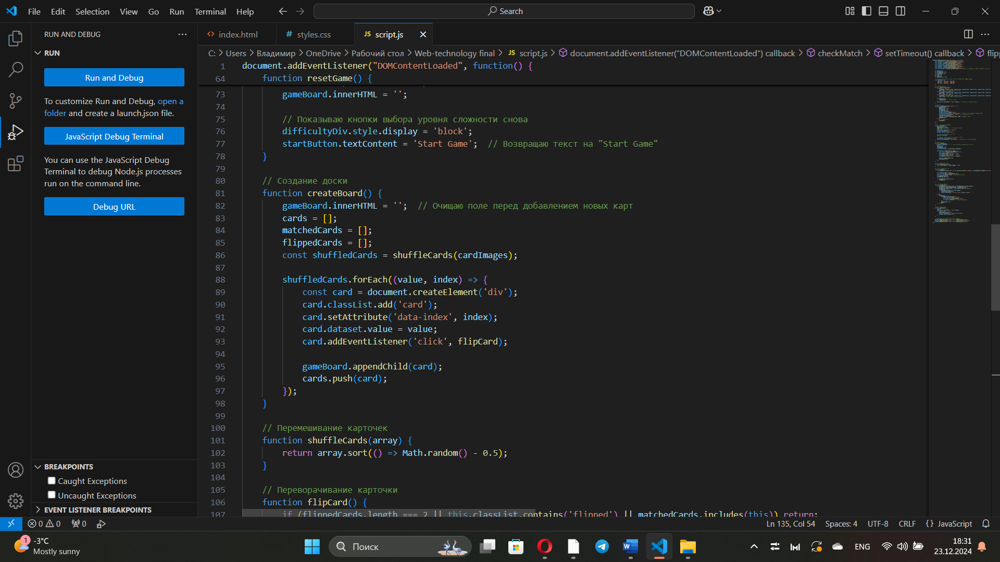 File Edit Selection View Go Run Terminal Help
Search
RUN AND DEBUG
RUN
Run and Debug
To customize Run and Debug, open a
folder and create a launch.json file.
JavaScript Debug Terminal
You can use the JavaScript Debug
Terminal to debug Node.js processes
run on the command line.
Debug URL
BREAKPOINTS
Caught Exceptions
Uncaught Exceptions
EVENT LISTENER BREAKPOINTS
index.html
# styles.css
JS script.js
C: > Users > Владимир > OneDrive > Рабочий стол > Web-technology final > JS script.js > document.addEventListener("DOMContentLoaded") callback > checkMatch > setTimeout() callback >
1 document.addEventListener("DOMContentLoaded", function() {
64 function resetGame() {
73 gameBoard.innerHTML = '';
74
75 // Показываю кнопки выбора уровня сложности снова
76 difficultyDiv.style.display = 'block';
77 startButton.textContent = 'Start Game';  // Возвращаю текст на "Start Game"
78 }
79
80 // Создание доски
81 function createBoard() {
82 gameBoard.innerHTML = '';  // Очищаю поле перед добавлением новых карт
83 cards = [];
84 matchedCards = [];
85 flippedCards = [];
86 const shuffledCards = shuffleCards(cardImages);
87
88 shuffledCards.forEach((value, index) => {
89 const card = document.createElement('div');
90 card.classList.add('card');
91 card.setAttribute('data-index', index);
92 card.dataset.value = value;
93 card.addEventListener('click', flipCard);
94
95 gameBoard.appendChild(card);
96 cards.push(card);
97 });
98 }
99
100 // Перемешивание карточек
101 function shuffleCards(array) {
102 return array.sort(() => Math.random() - 0.5);
103 }
104
105 // Переворачивание карточки
106 function flipCard() {
107 if (flippedCards.length === 2 || this.classList.contains('flipped') || matchedCards.includes(this)) return;
0 0 0
Ln 135, Col 54 Spaces: 4 UTF-8 CRLF {} JavaScript
1
-3°C
Mostly sunny
Поиск
ENG
18:31
23.12.2024